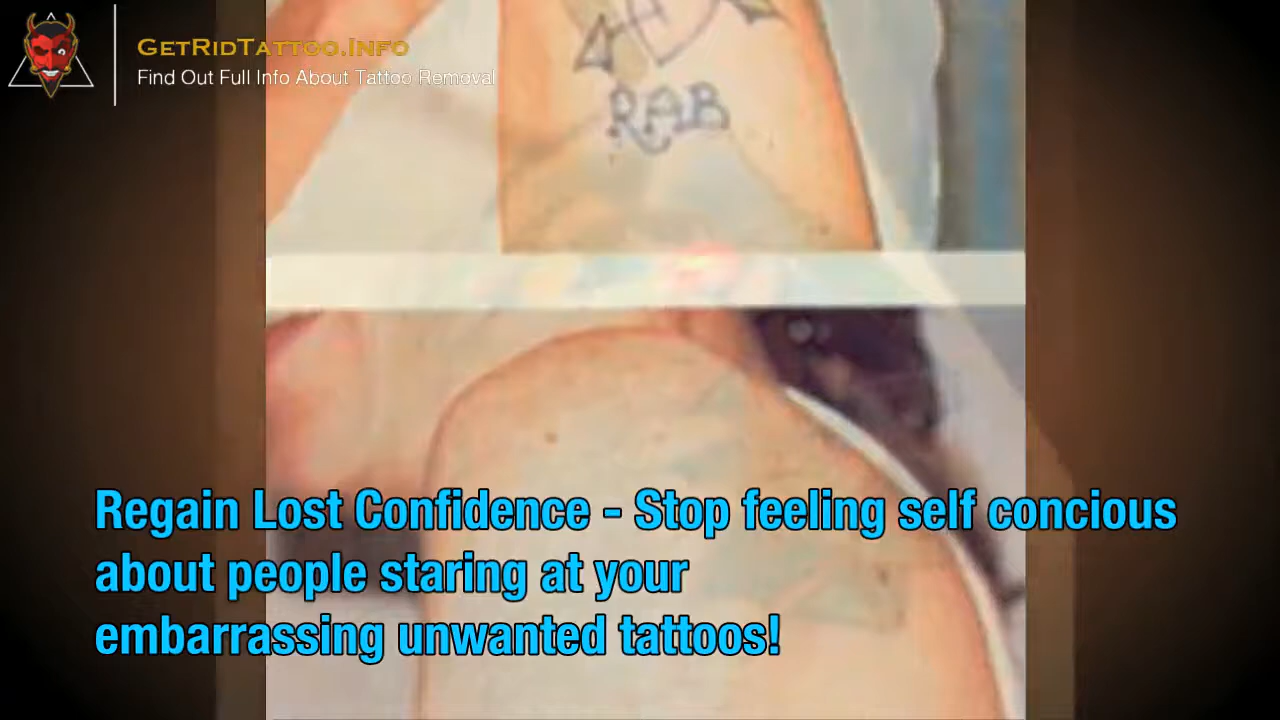 GetRidTattoo.Info
Find Out Full Info About Tattoo Removal
RAB
Regain Lost Confidence - Stop feeling self concious
about people staring at your
embarrassing unwanted tattoos!